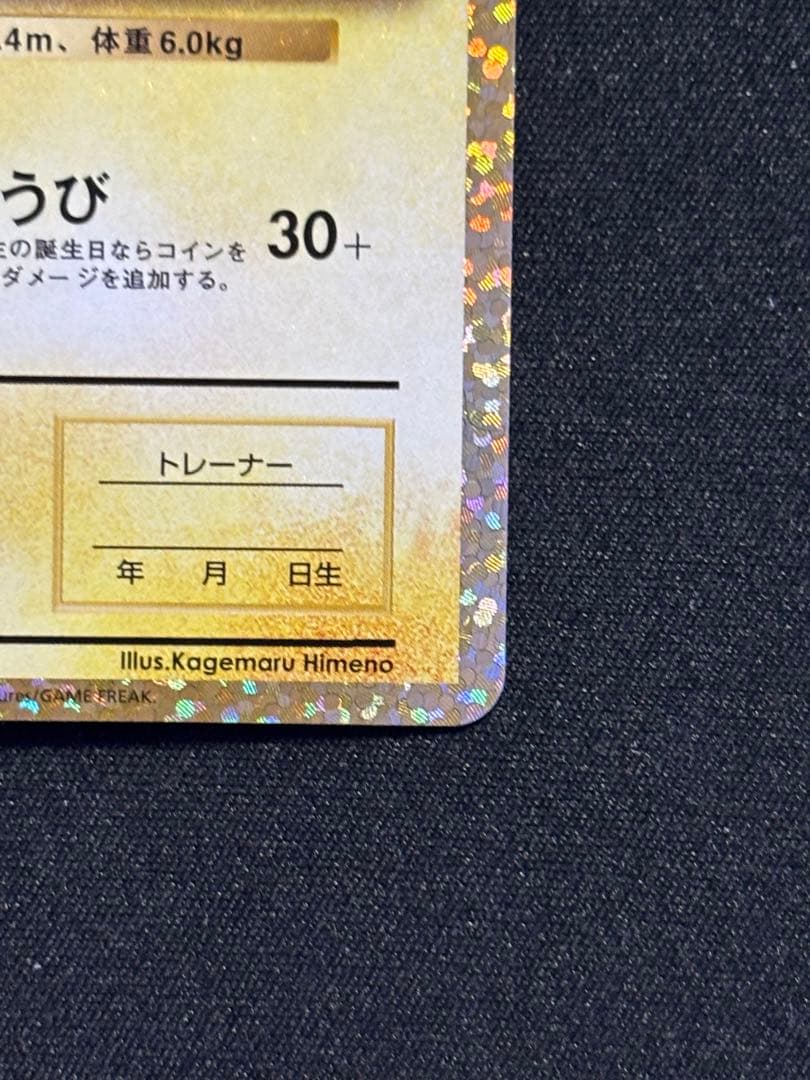 .4m、体重6.0kg
うび
生の誕生日ならコインを
30+
ダメージを追加する。
トレーナー
年 月 日生
Illus.Kagemaru Himeno
ures/GAME FREAK.